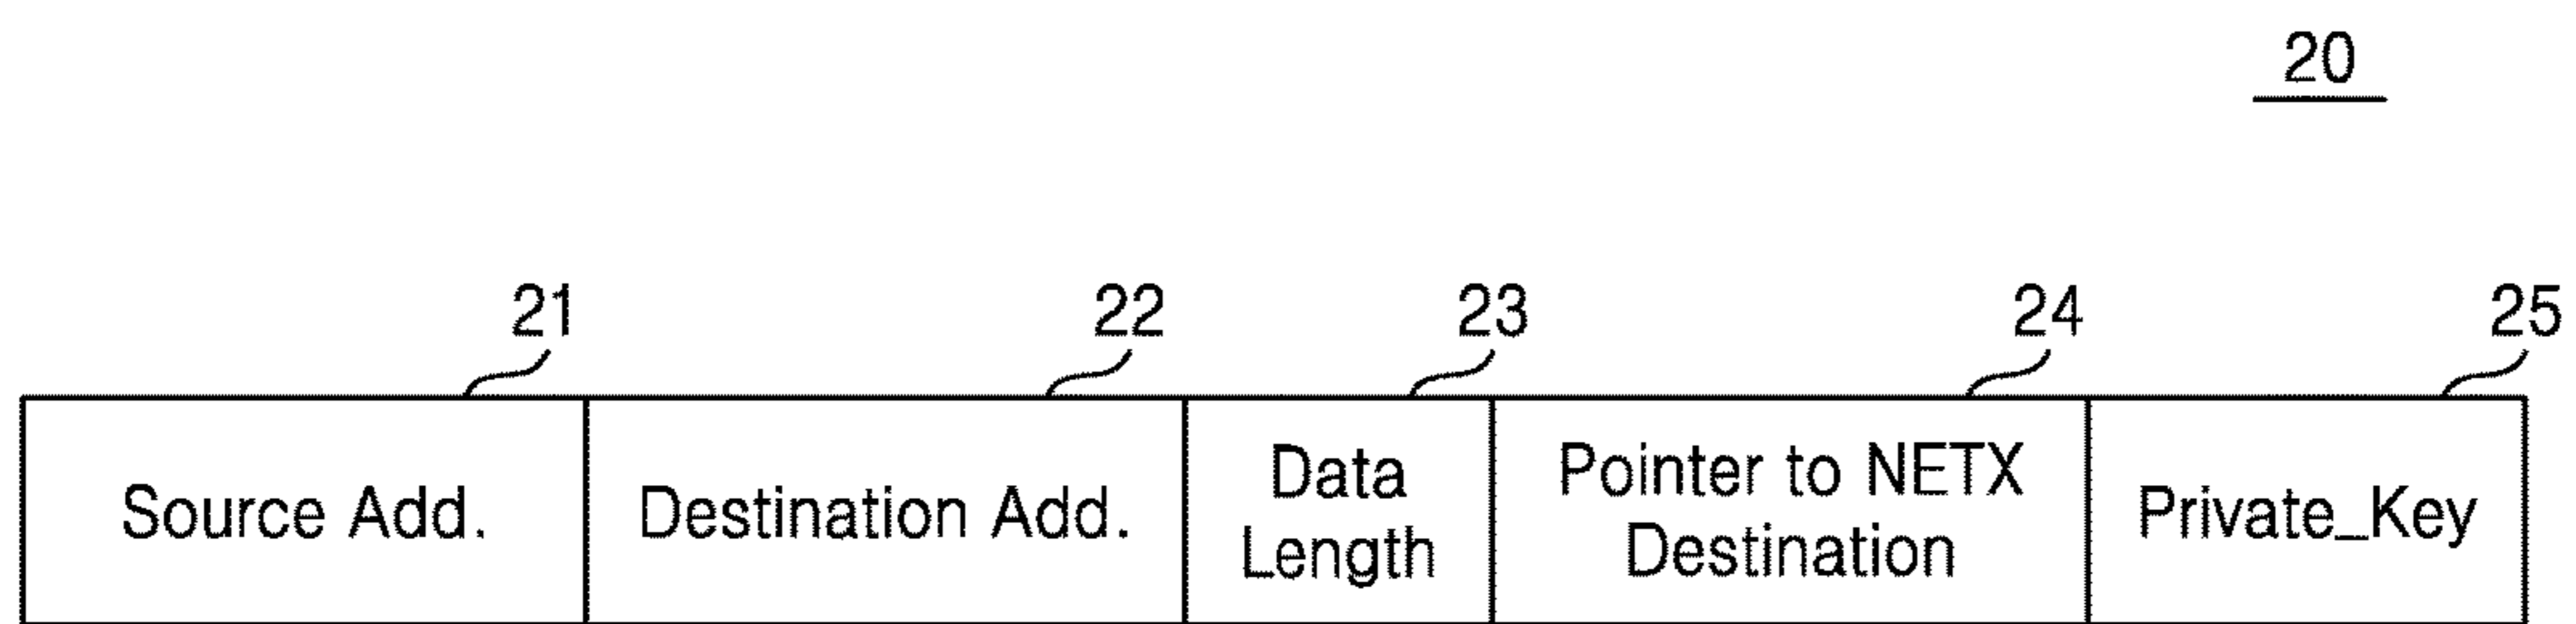 20
21
22
23
24
25
Source Add.
Destination Add.
Data
Length
Pointer to NETX
Destination
Private_Key